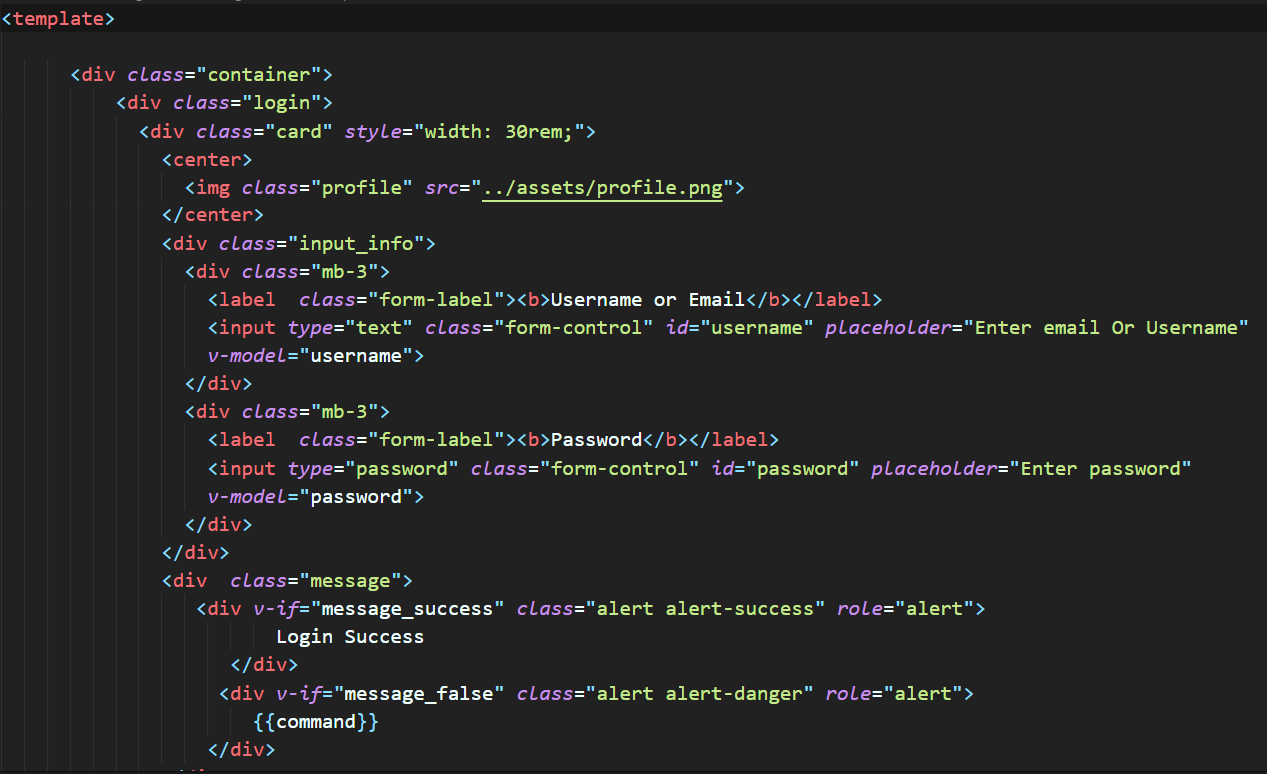 <template>
<div class="container">
<div class="login">
<div class="card" style="width: 30rem;">
<center>
<img class="profile" src="../assets/profile.png">
</center>
<div class="input_info">
<div class="mb-3">
<label  class="form-label"><b>Username or Email</b></label>
<input type="text" class="form-control" id="username" placeholder="Enter email Or Username"
v-model="username">
</div>
<div class="mb-3">
<label  class="form-label"><b>Password</b></label>
<input type="password" class="form-control" id="password" placeholder="Enter password"
v-model="password">
</div>
</div>
<div  class="message">
<div v-if="message_success" class="alert alert-success" role="alert">
Login Success
</div>
<div v-if="message_false" class="alert alert-danger" role="alert">
{{command}}
</div>